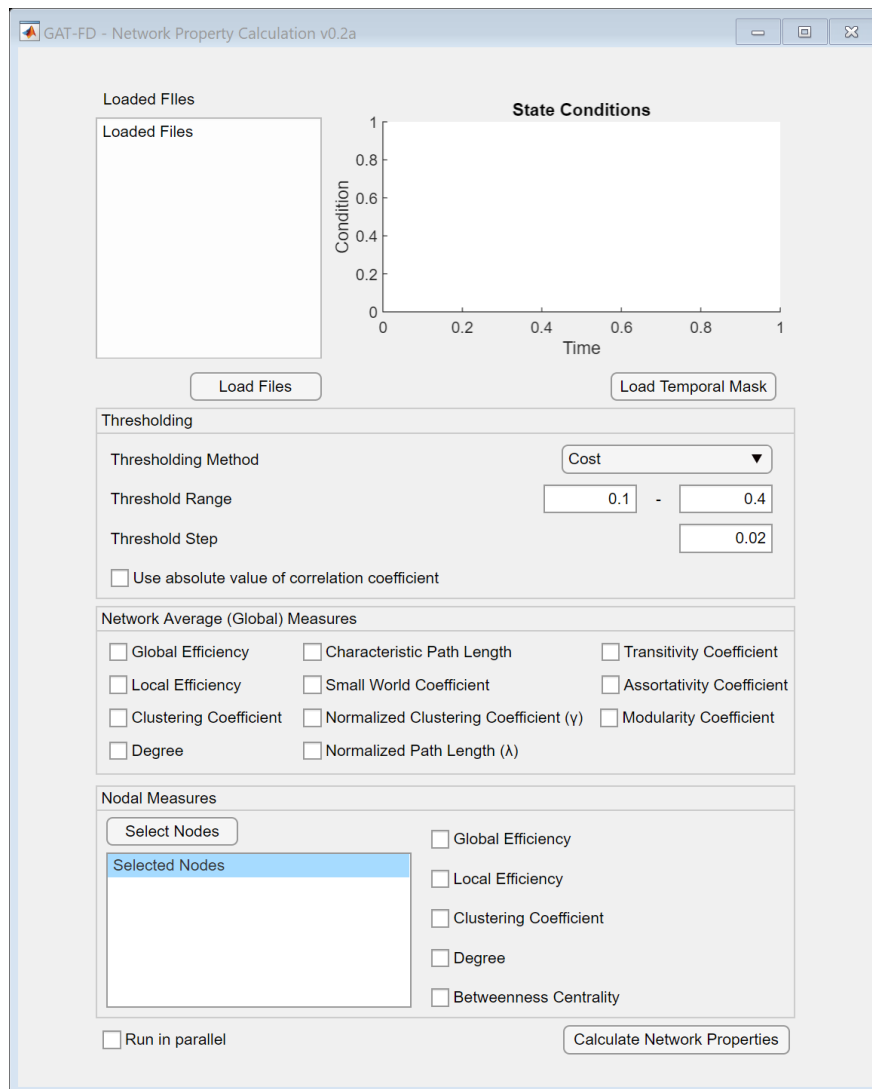 GAT-FD - Network Property Calculation v0.2a
Loaded FIles
Loaded Files
State Conditions
1
0.8
0.6
0.4
0.2
0
Condition
0 0.2 0.4 0.6 0.8 1
Time
Load Files
Load Temporal Mask
Thresholding
Thresholding Method Cost
Threshold Range 0.1 - 0.4
Threshold Step 0.02
Use absolute value of correlation coefficient
Network Average (Global) Measures
Global Efficiency Characteristic Path Length Transitivity Coefficient
Local Efficiency Small World Coefficient Assortativity Coefficient
Clustering Coefficient Normalized Clustering Coefficient (γ) Modularity Coefficient
Degree Normalized Path Length (λ)
Nodal Measures
Select Nodes
Selected Nodes
Global Efficiency
Local Efficiency
Clustering Coefficient
Degree
Betweenness Centrality
Run in parallel
Calculate Network Properties